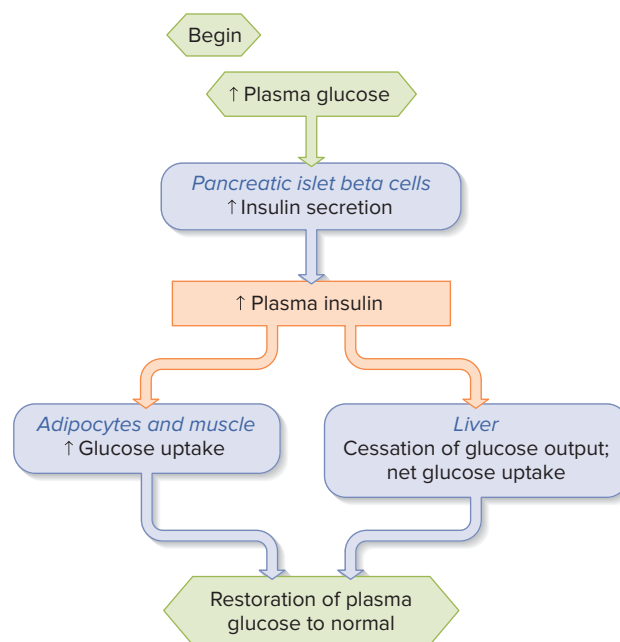 Begin
↑ Plasma glucose
Pancreatic islet beta cells
↑ Insulin secretion
↑ Plasma insulin
Adipocytes and muscle
↑ Glucose uptake
Liver
Cessation of glucose output;
net glucose uptake
Restoration of plasma
glucose to normal